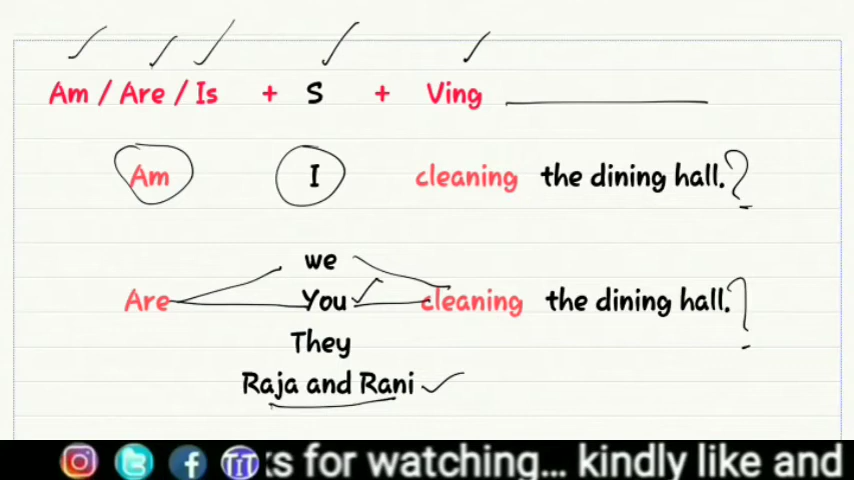 Am / Are / Is + S + Ving
Am I cleaning the dining hall.?
we
Are You cleaning the dining hall.?
They
Raja and Rani
ks for watching... kindly like and